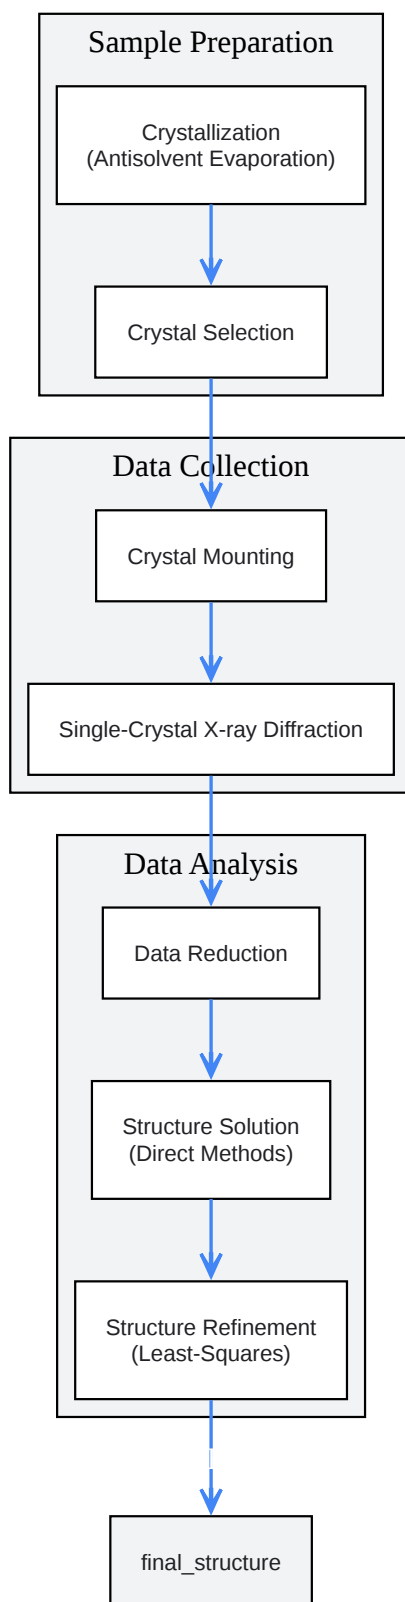 Sample Preparation
Crystallization
(Antisolvent Evaporation)
Crystal Selection
Data Collection
Crystal Mounting
Single-Crystal X-ray Diffraction
Data Analysis
Data Reduction
Structure Solution
(Direct Methods)
Structure Refinement
(Least-Squares)
final_structure